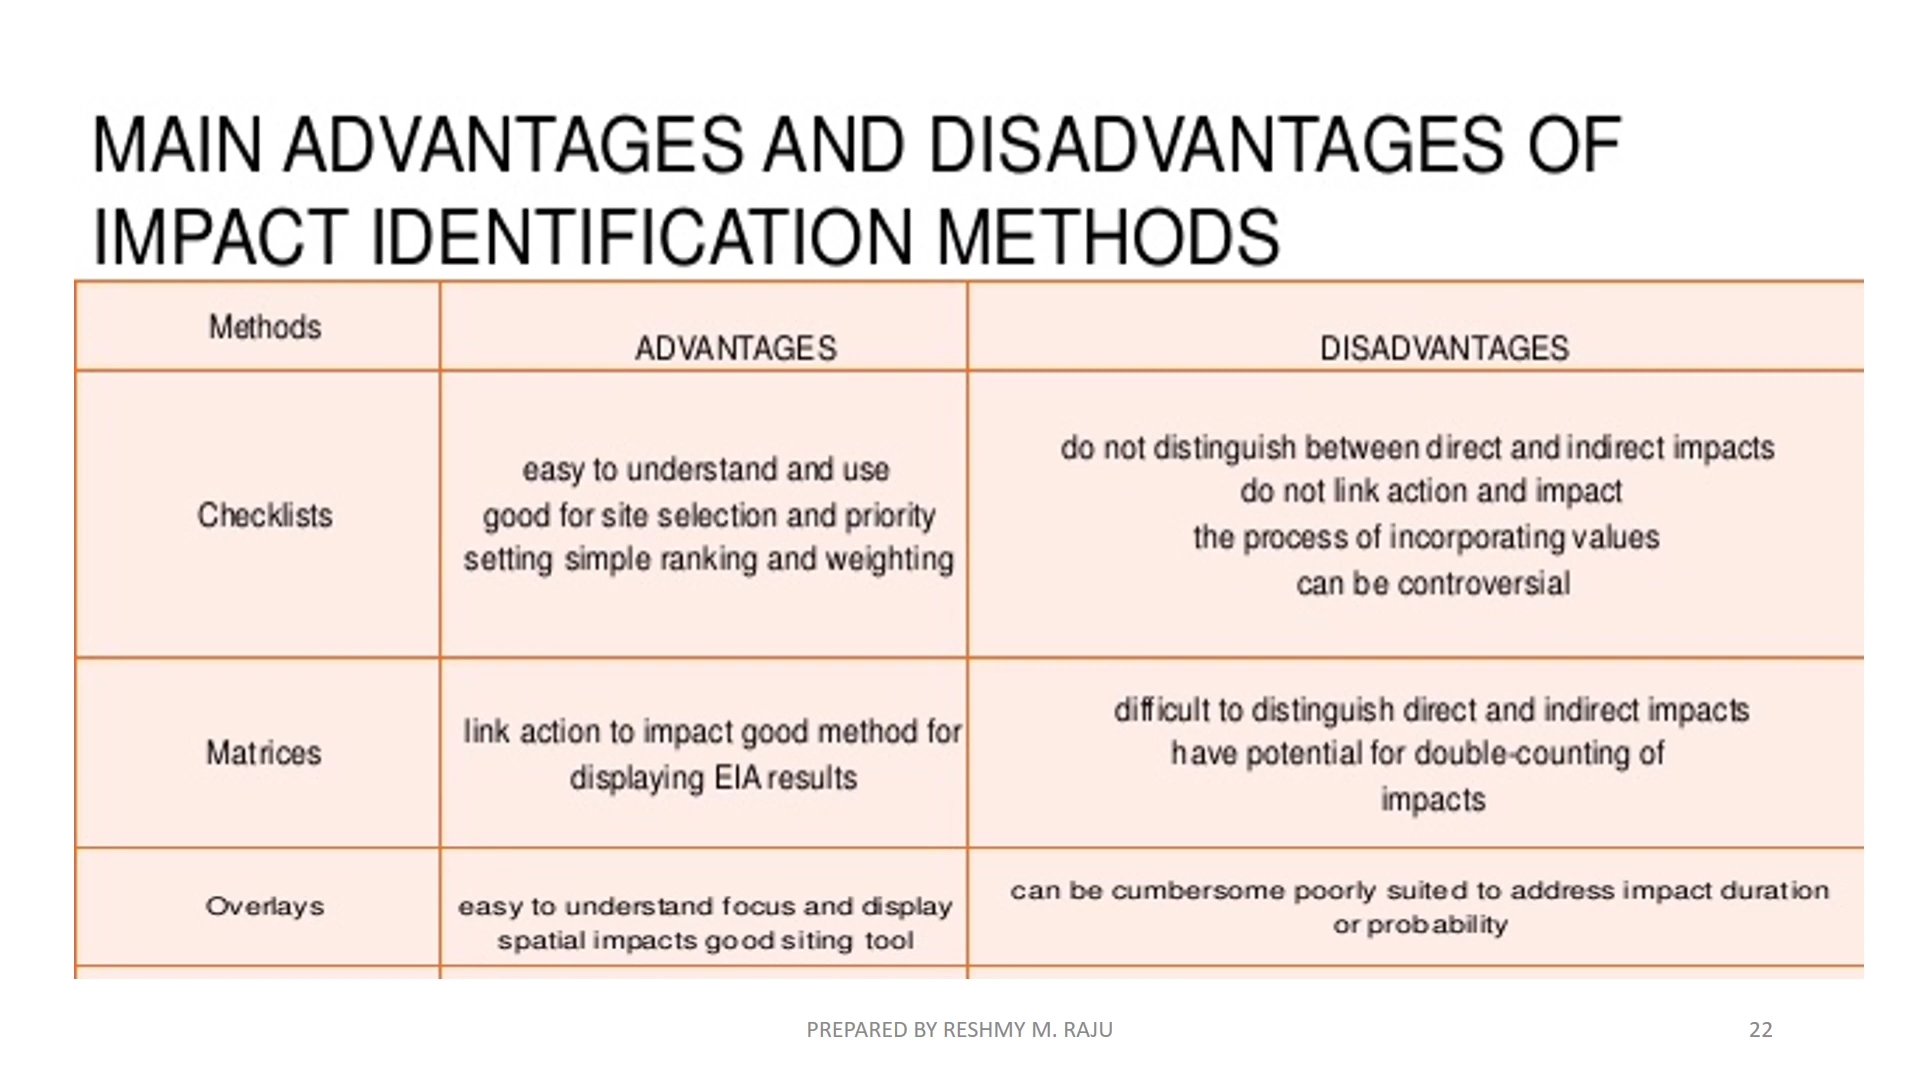 MAIN ADVANTAGES AND DISADVANTAGES OF
IMPACT IDENTIFICATION METHODS
Methods
ADVANTAGES
DISADVANTAGES
Checklists
easy to understand and use
good for site selection and priority
setting simple ranking and weighting
do not distinguish between direct and indirect impacts
do not link action and impact
the process of incorporating values
can be controversial
Matrices
link action to impact good method for
displaying EIA results
difficult to distinguish direct and indirect impacts
have potential for double-counting of
impacts
Overlays
easy to understand focus and display
spatial impacts good siting tool
can be cumbersome poorly suited to address impact duration
or probability
PREPARED BY RESHMY M. RAJU
22